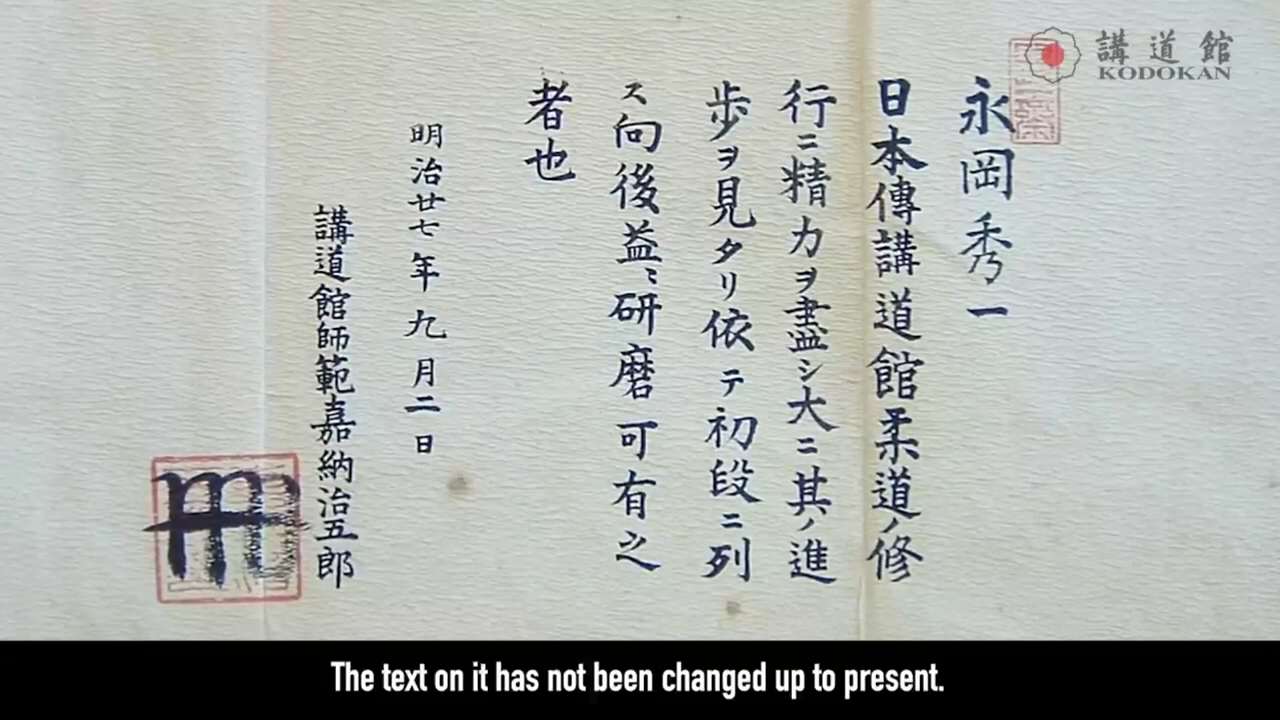 講道館
KODOKAN
永岡秀一
日本傳講道館柔道ノ修
行ニ精力ヲ盡シ大ニ其ノ進
歩ヲ見タリ依テ初段ニ列
ス向後益〻研磨可有之
者也
明治廿七年九月二日
講道館師範嘉納治五郎
The text on it has not been changed up to present.